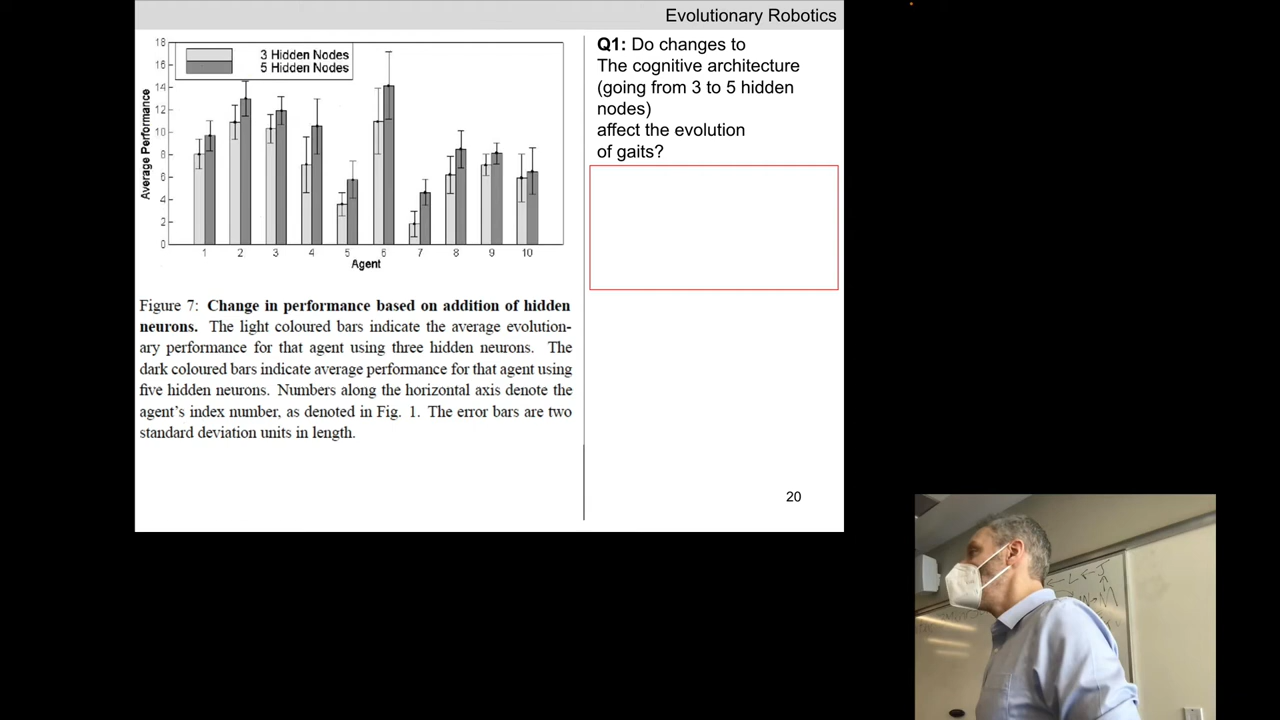 Evolutionary Robotics
18
16
14
12
10
8
6
4
2
0
Average Performance
3 Hidden Nodes
5 Hidden Nodes
1 2 3 4 5 6 7 8 9 10
Agent
Figure 7: Change in performance based on addition of hidden
neurons. The light coloured bars indicate the average evolution-
ary performance for that agent using three hidden neurons. The
dark coloured bars indicate average performance for that agent using
five hidden neurons. Numbers along the horizontal axis denote the
agent's index number, as denoted in Fig. 1. The error bars are two
standard deviation units in length.
Q1: Do changes to
The cognitive architecture
(going from 3 to 5 hidden
nodes)
affect the evolution
of gaits?
20